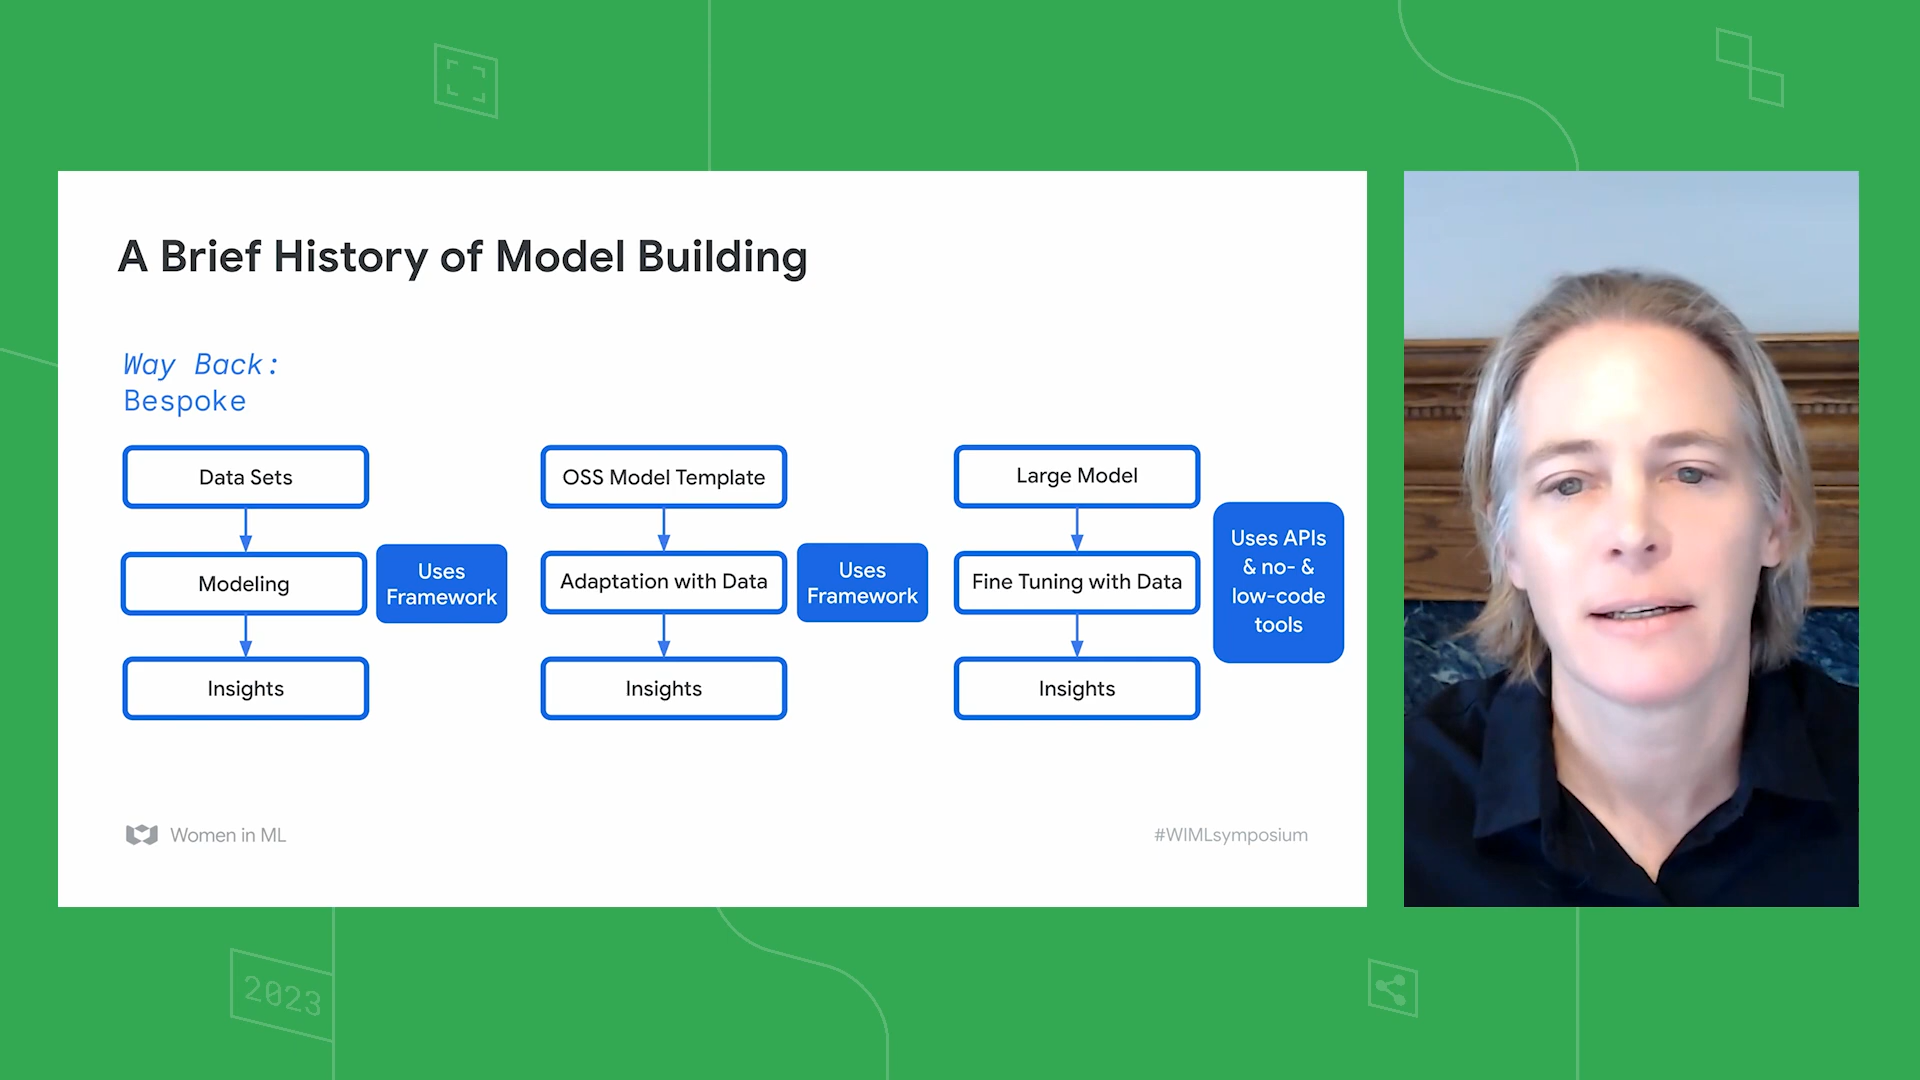 A Brief History of Model Building
Way Back:
Bespoke
Data Sets
Modeling
Uses
Framework
Insights
OSS Model Template
Adaptation with Data
Uses
Framework
Insights
Large Model
Fine Tuning with Data
Uses APIs
& no- &
low-code
tools
Insights
Women in ML
#WIMLsymposium
2023